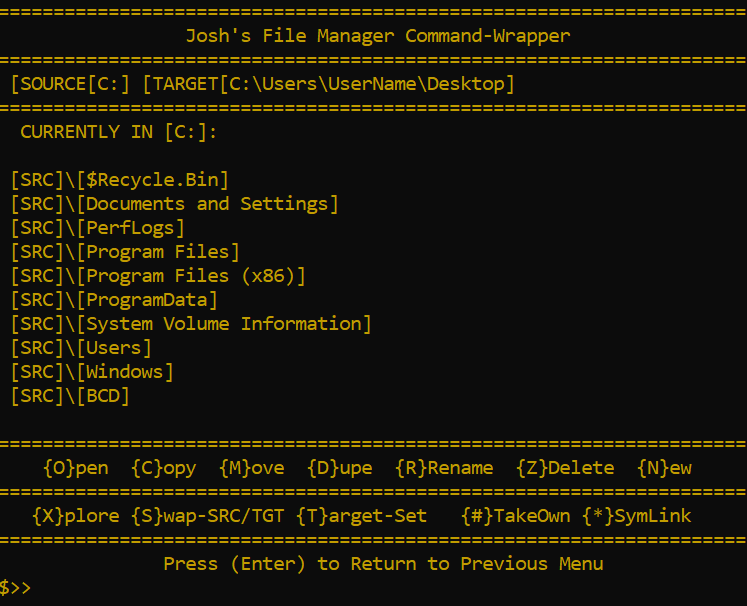 ================================================================
Josh's File Manager Command-Wrapper
================================================================
[SOURCE[C:] [TARGET[C:\Users\UserName\Desktop]
================================================================
CURRENTLY IN [C:]:
[SRC]\[$Recycle.Bin]
[SRC]\[Documents and Settings]
[SRC]\[PerfLogs]
[SRC]\[Program Files]
[SRC]\[Program Files (x86)]
[SRC]\[ProgramData]
[SRC]\[System Volume Information]
[SRC]\[Users]
[SRC]\[Windows]
[SRC]\[BCD]
================================================================
{O}pen {C}opy {M}ove {D}upe {R}Rename {Z}Delete {N}ew
================================================================
{X}plore {S}wap-SRC/TGT {T}arget-Set {#}TakeOwn {*}SymLink
================================================================
Press (Enter) to Return to Previous Menu
$>>